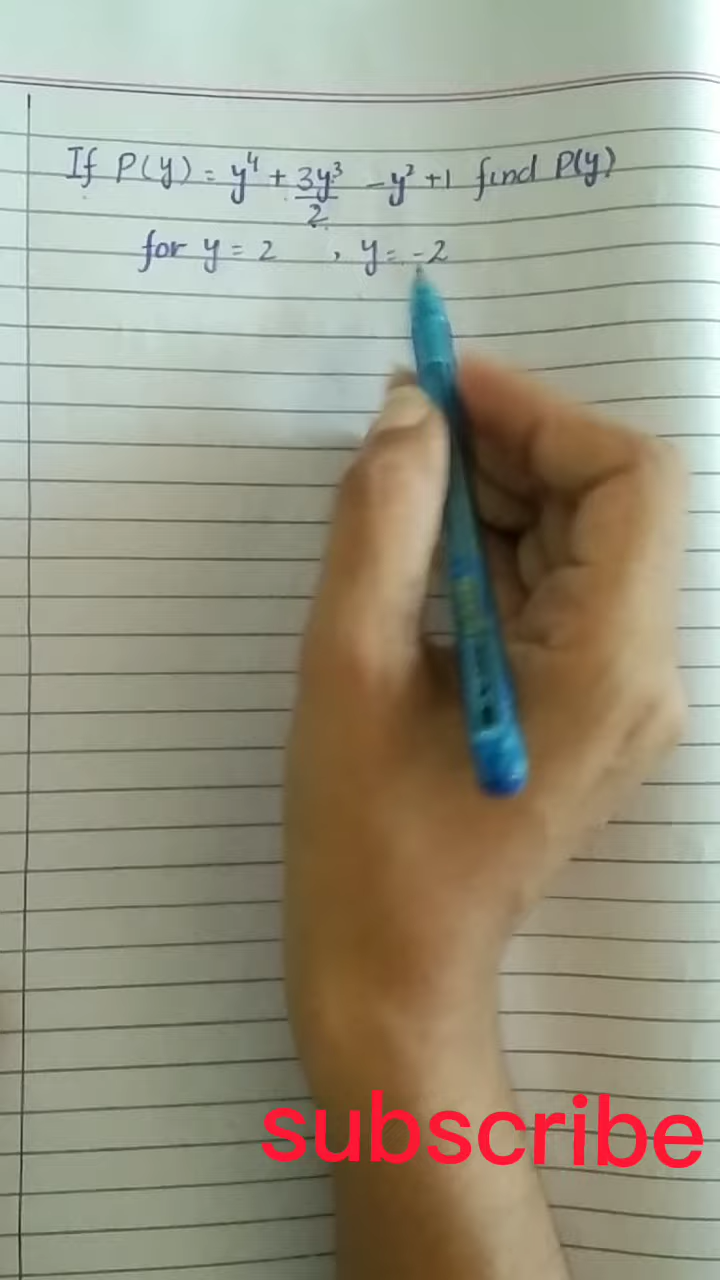 If P(y) = y⁴ + 3y³/2 - y² + 1 find P(y)
for y = 2 , y = -2
subscribe